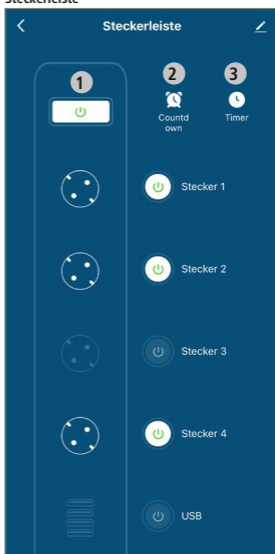 Steckerleiste
Steckerleiste
1
2
3
Countd
own
Timer
Stecker 1
Stecker 2
Stecker 3
Stecker 4
USB